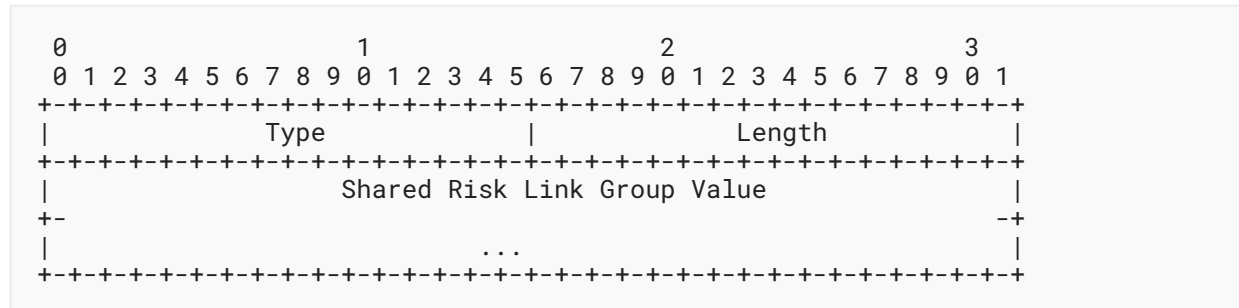 0                   1                   2                   3
 0 1 2 3 4 5 6 7 8 9 0 1 2 3 4 5 6 7 8 9 0 1 2 3 4 5 6 7 8 9 0 1
+-+-+-+-+-+-+-+-+-+-+-+-+-+-+-+-+-+-+-+-+-+-+-+-+-+-+-+-+-+-+-+-+
|              Type             |             Length            |
+-+-+-+-+-+-+-+-+-+-+-+-+-+-+-+-+-+-+-+-+-+-+-+-+-+-+-+-+-+-+-+-+
|                   Shared Risk Link Group Value                |
+-                                                             -+
|                            ...                                |
+-+-+-+-+-+-+-+-+-+-+-+-+-+-+-+-+-+-+-+-+-+-+-+-+-+-+-+-+-+-+-+-+